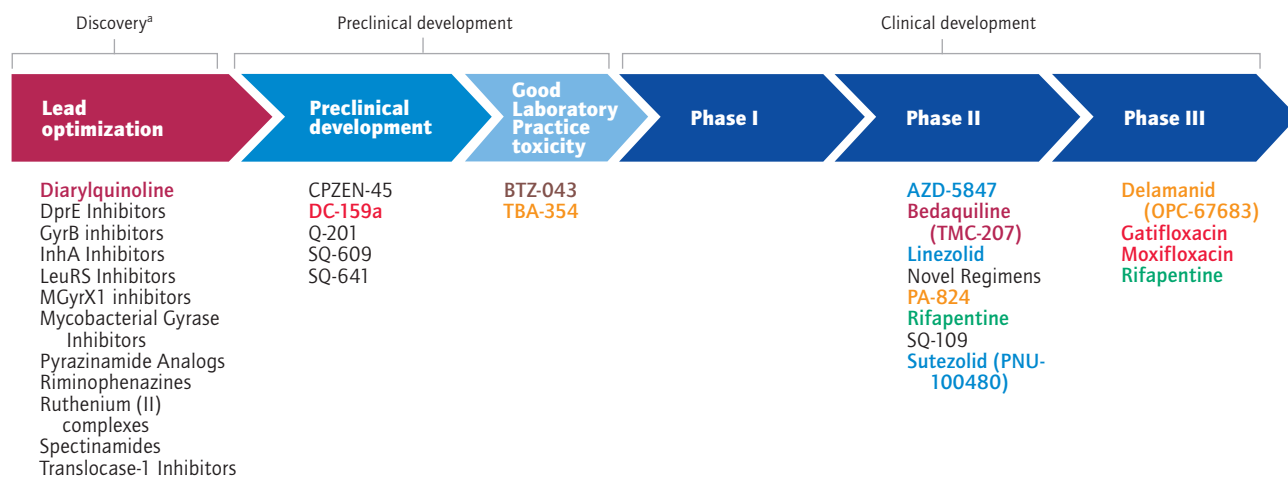 Discoveryª
Preclinical development
Clinical development
Lead
optimization
Preclinical
development
Good
Laboratory
Practice
toxicity
Phase I
Phase II
Phase III
Diarylquinoline
DprE Inhibitors
GyrB inhibitors
InhA Inhibitors
LeuRS Inhibitors
MGyrX1 inhibitors
Mycobacterial Gyrase
Inhibitors
Pyrazinamide Analogs
Riminophenazines
Ruthenium (II)
complexes
Spectinamides
Translocase-1 Inhibitors
CPZEN-45
DC-159a
Q-201
SQ-609
SQ-641
BTZ-043
TBA-354
AZD-5847
Bedaquiline
(TMC-207)
Linezolid
Novel Regimens
PA-824
Rifapentine
SQ-109
Sutezolid (PNU-
100480)
Delamanid
(OPC-67683)
Gatifloxacin
Moxifloxacin
Rifapentine